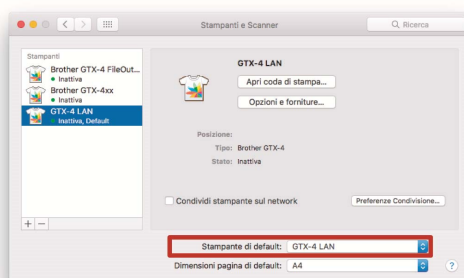 Stampanti e Scanner
Ricerca
Stampanti
Brother GTX-4 FileOut...
Inattiva
Brother GTX-4xx
Inattiva
GTX-4 LAN
Inattiva, Default
GTX-4 LAN
Apri coda di stampa...
Opzioni e forniture...
Posizione:
Tipo: Brother GTX-4
Stato: Inattiva
Condividi stampante sul network
Preferenze Condivisione...
+ −
Stampante di default: GTX-4 LAN
Dimensioni pagina di default: A4
?